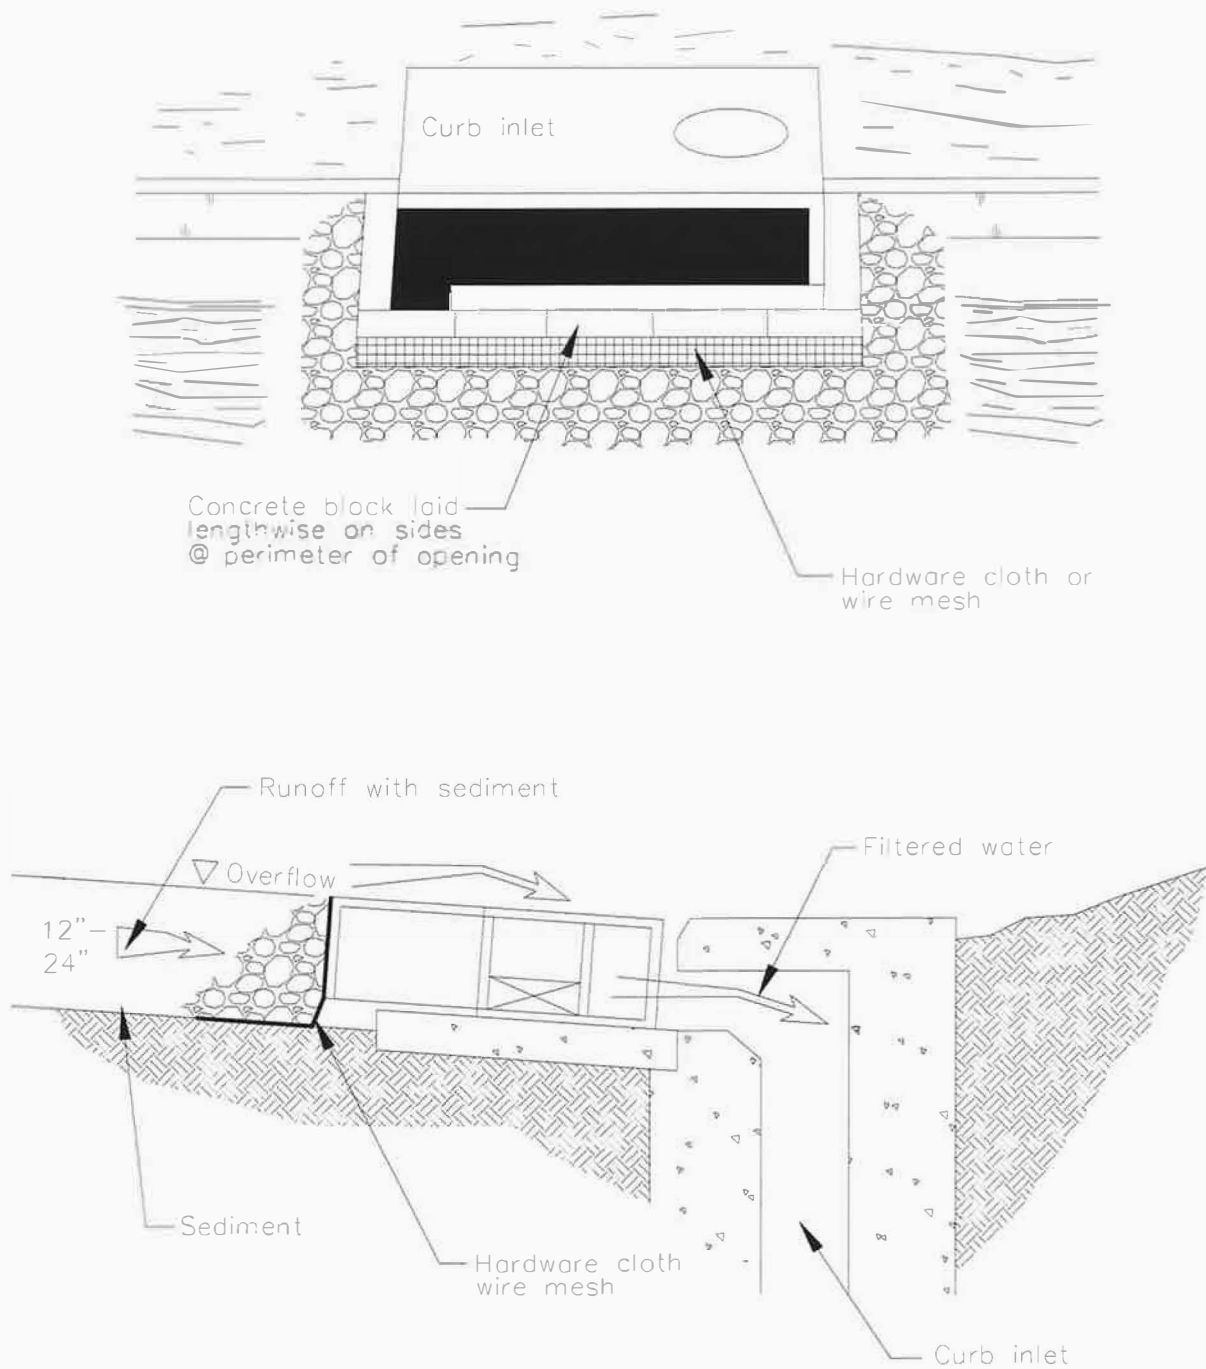 Curb inlet
Concrete block laid
lengthwise on sides
@ perimeter of opening
Hardware cloth or
wire mesh
Runoff with sediment
Overflow
Filtered water
12"–
24"
Sediment
Hardware cloth
wire mesh
Curb inlet